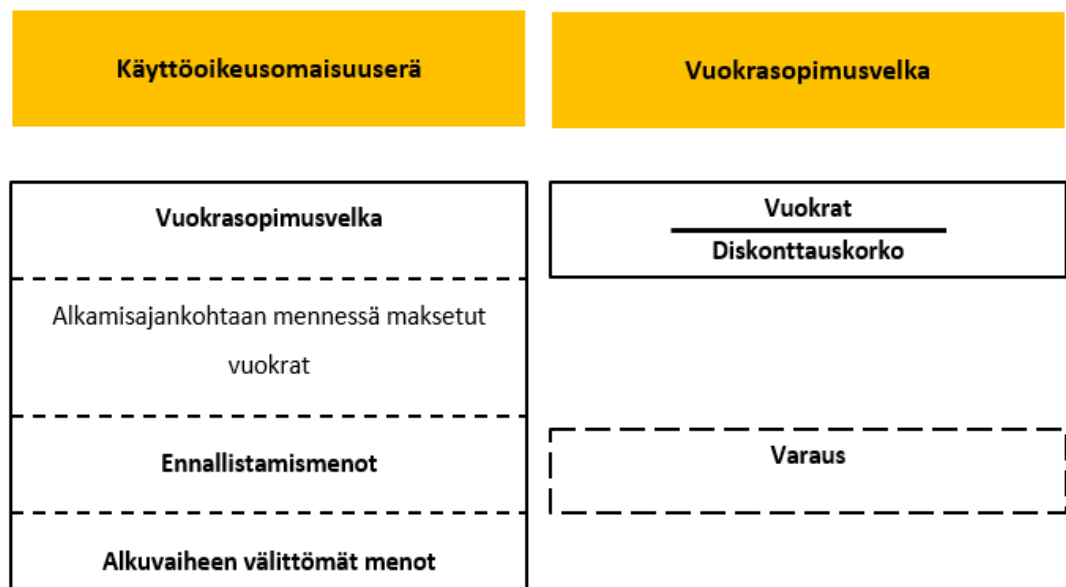 Käyttöoikeusomaisuuserä
Vuokrasopimusvelka
Vuokrasopimusvelka
Alkamisajankohtaan mennessä maksetut
vuokrat
Ennallistamismenot
Alkuvaiheen välittömät menot
Vuokrat
Diskonttauskorko
Varaus